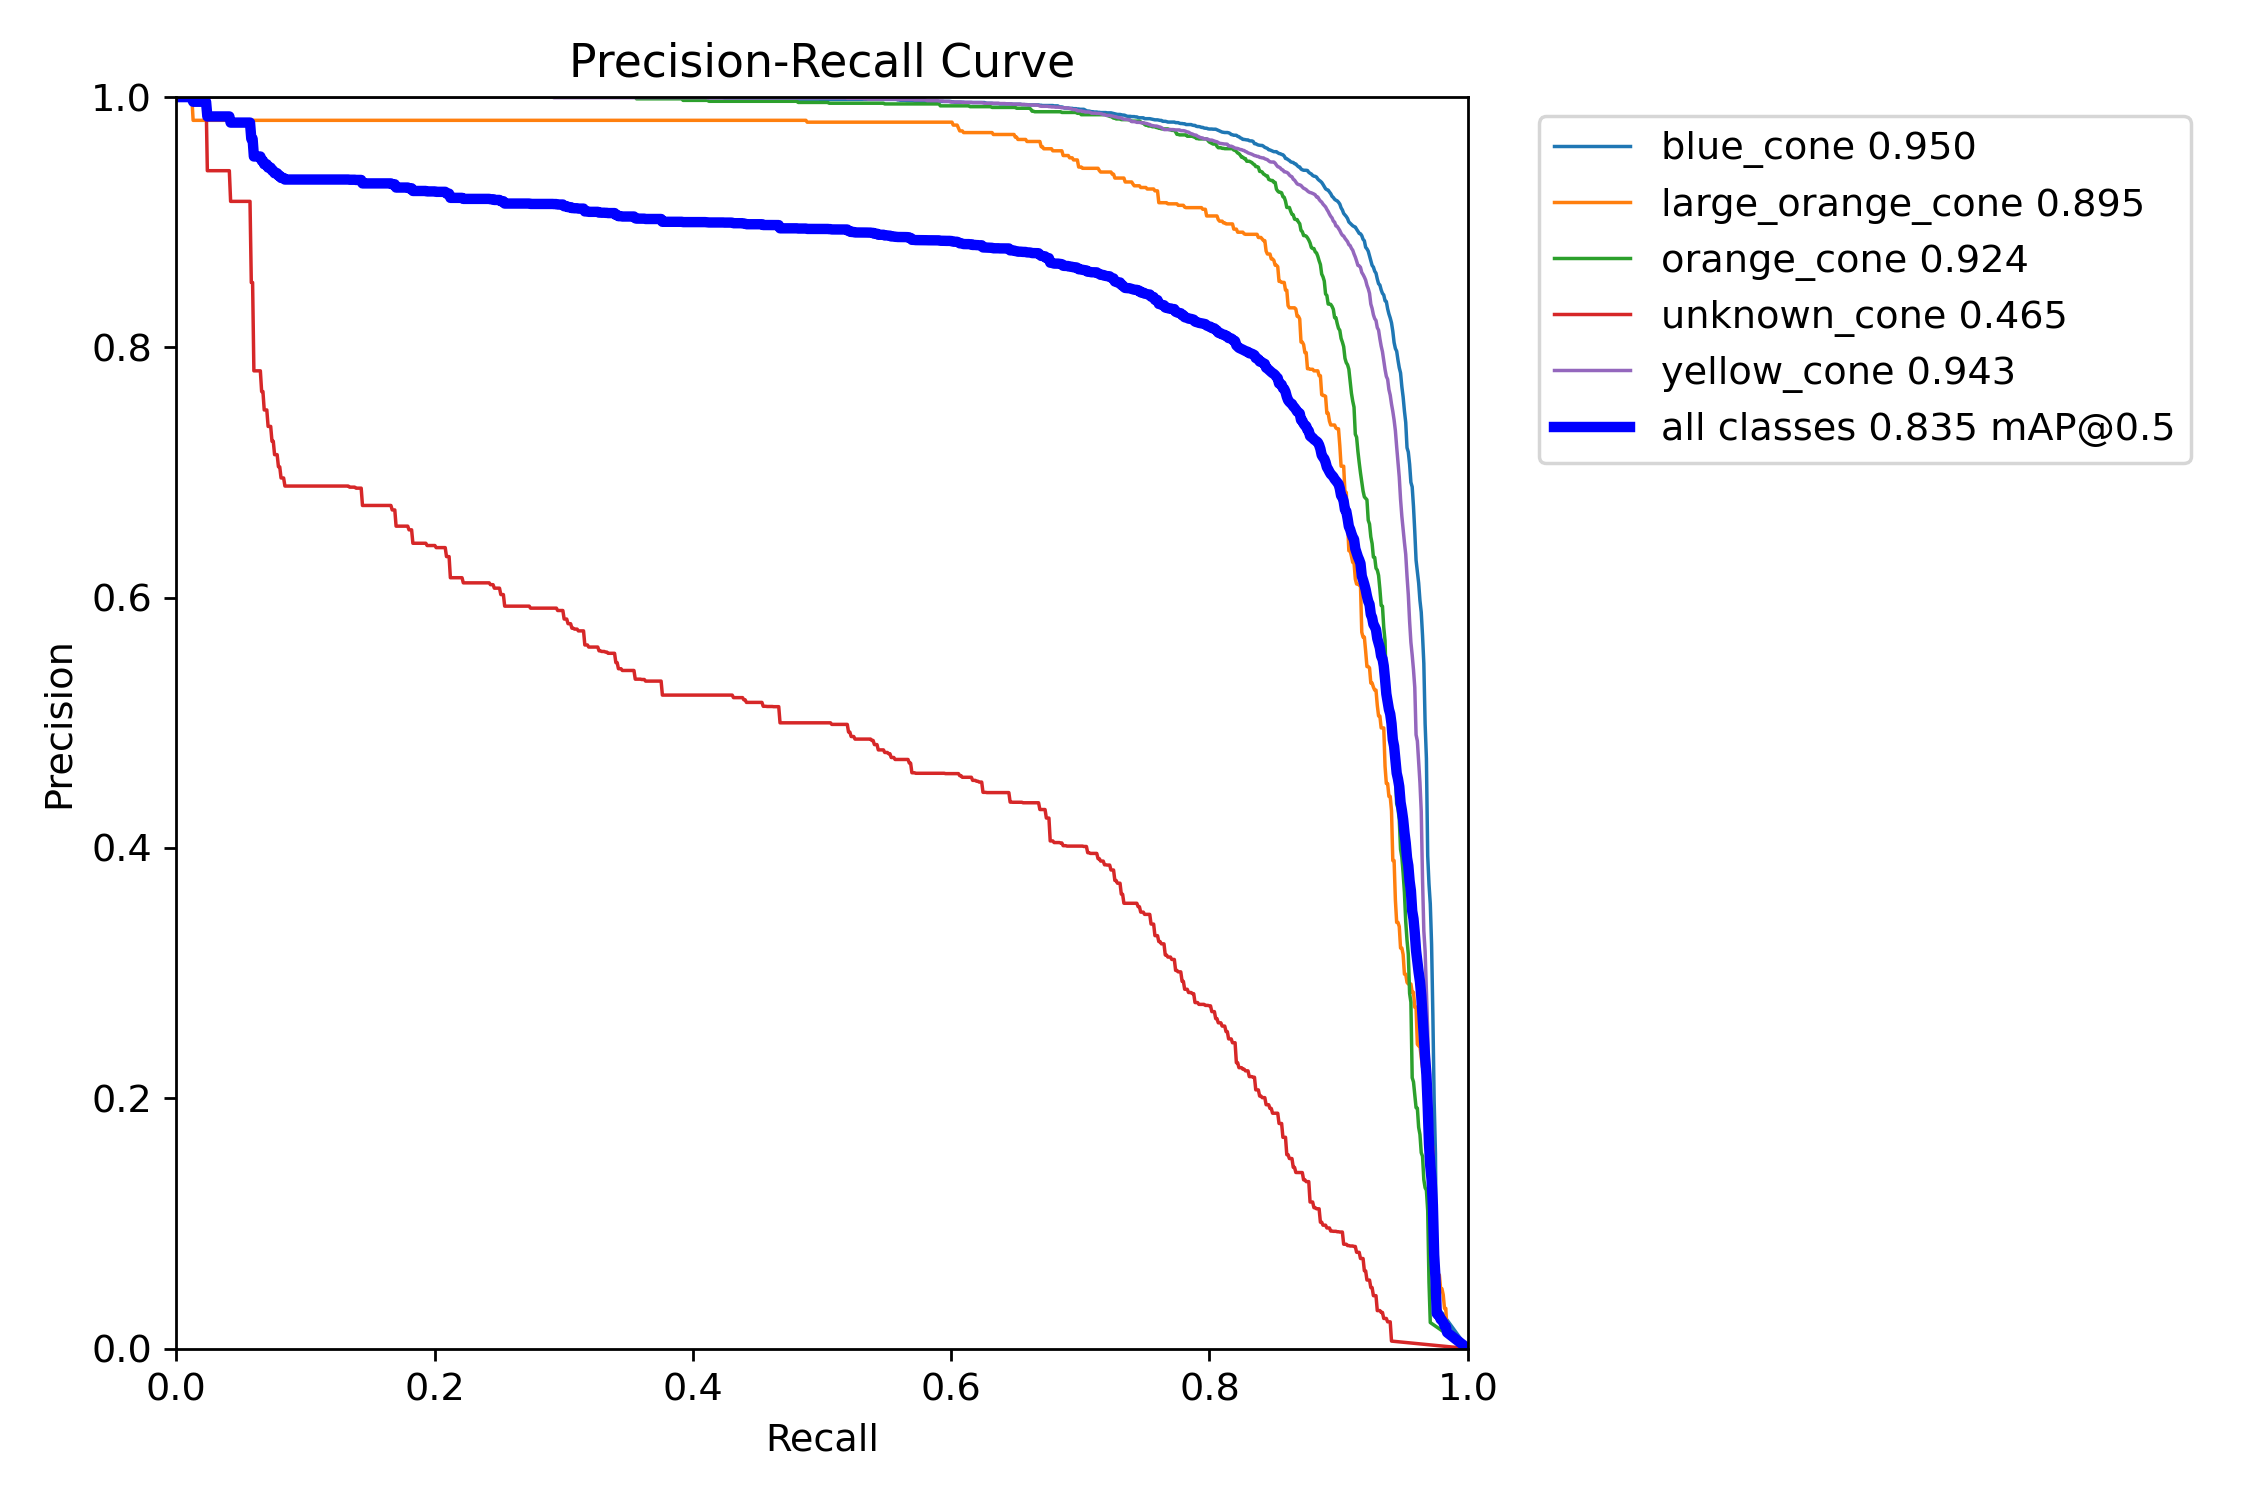 Precision-Recall Curve
1.0
0.8
0.6
0.4
0.2
0.0
Precision
0.0 0.2 0.4 0.6 0.8 1.0
Recall
blue_cone 0.950
large_orange_cone 0.895
orange_cone 0.924
unknown_cone 0.465
yellow_cone 0.943
all classes 0.835 mAP@0.5